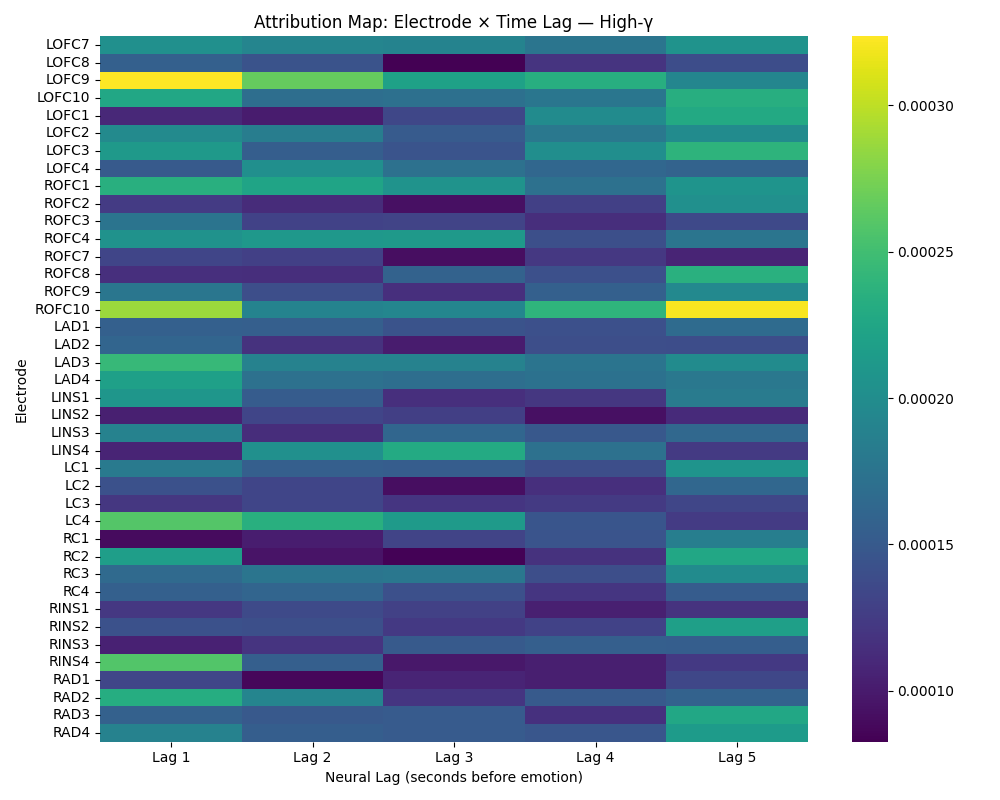 Attribution Map: Electrode × Time Lag — High-γ
Electrode
LOFC7
LOFC8
LOFC9
LOFC10
LOFC1
LOFC2
LOFC3
LOFC4
ROFC1
ROFC2
ROFC3
ROFC4
ROFC7
ROFC8
ROFC9
ROFC10
LAD1
LAD2
LAD3
LAD4
LINS1
LINS2
LINS3
LINS4
LC1
LC2
LC3
LC4
RC1
RC2
RC3
RC4
RINS1
RINS2
RINS3
RINS4
RAD1
RAD2
RAD3
RAD4
Lag 1 Lag 2 Lag 3 Lag 4 Lag 5
Neural Lag (seconds before emotion)
0.00030
0.00025
0.00020
0.00015
0.00010